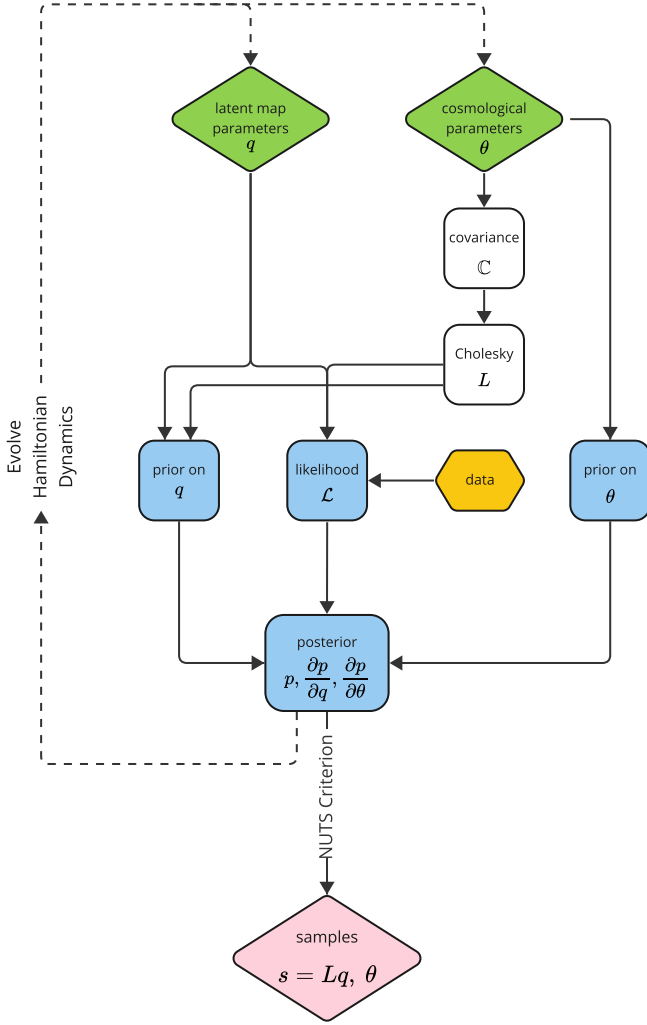 latent map
parameters
q
cosmological
parameters
θ
covariance
ℂ
Cholesky
L
Evolve
Hamiltonian
Dynamics
prior on
q
likelihood
ℒ
data
prior on
θ
posterior
p, ∂p/∂q, ∂p/∂θ
NUTS Criterion
samples
s = Lq, θ